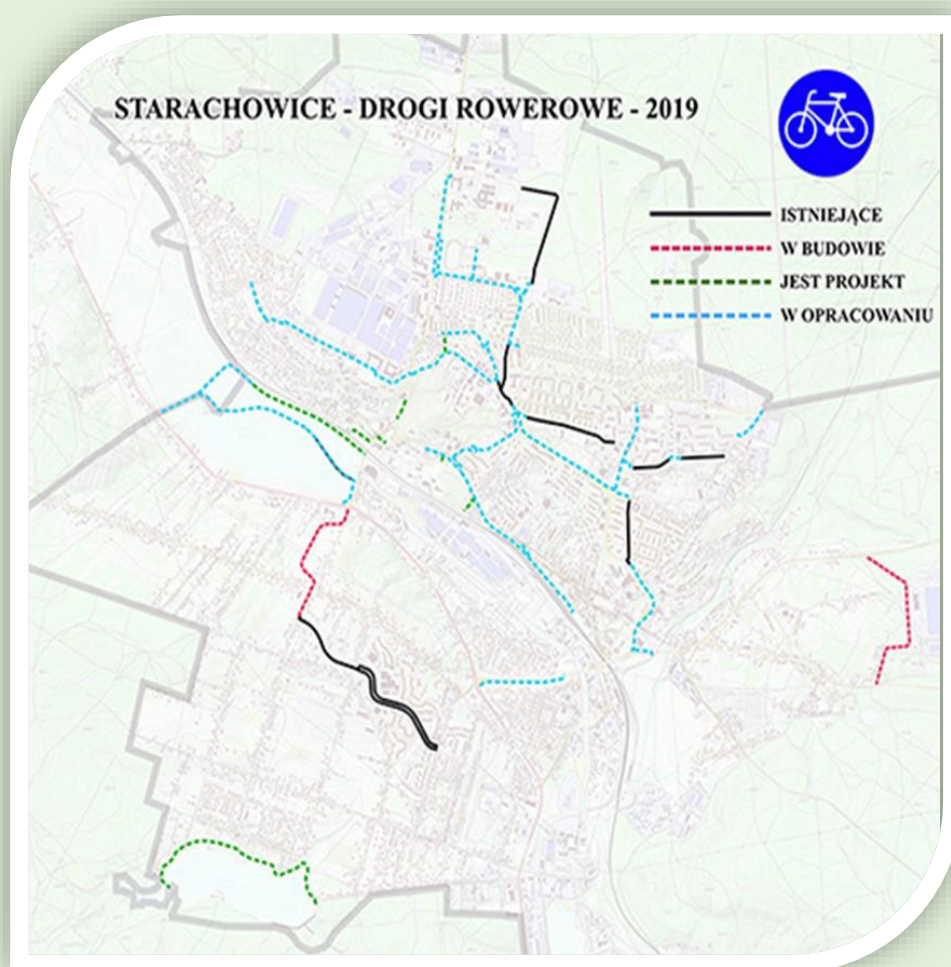 STARACHOWICE - DROGI ROWEROWE - 2019
ISTNIEJĄCE
W BUDOWIE
JEST PROJEKT
W OPRACOWANIU